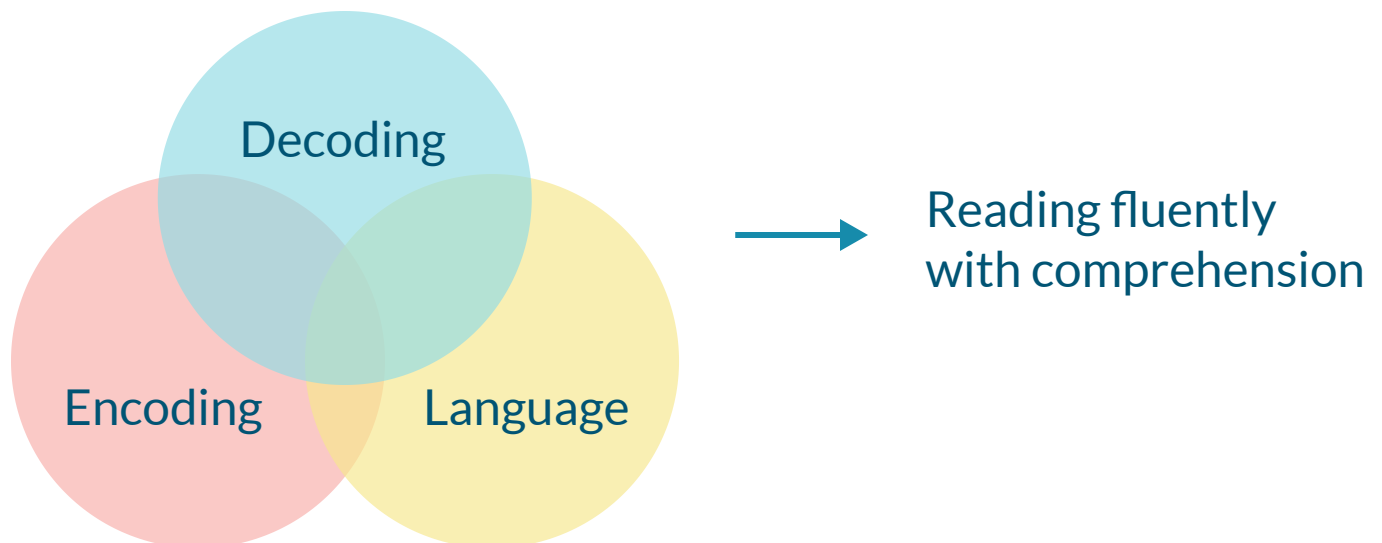 Decoding
Encoding
Language
Reading fluently
with comprehension